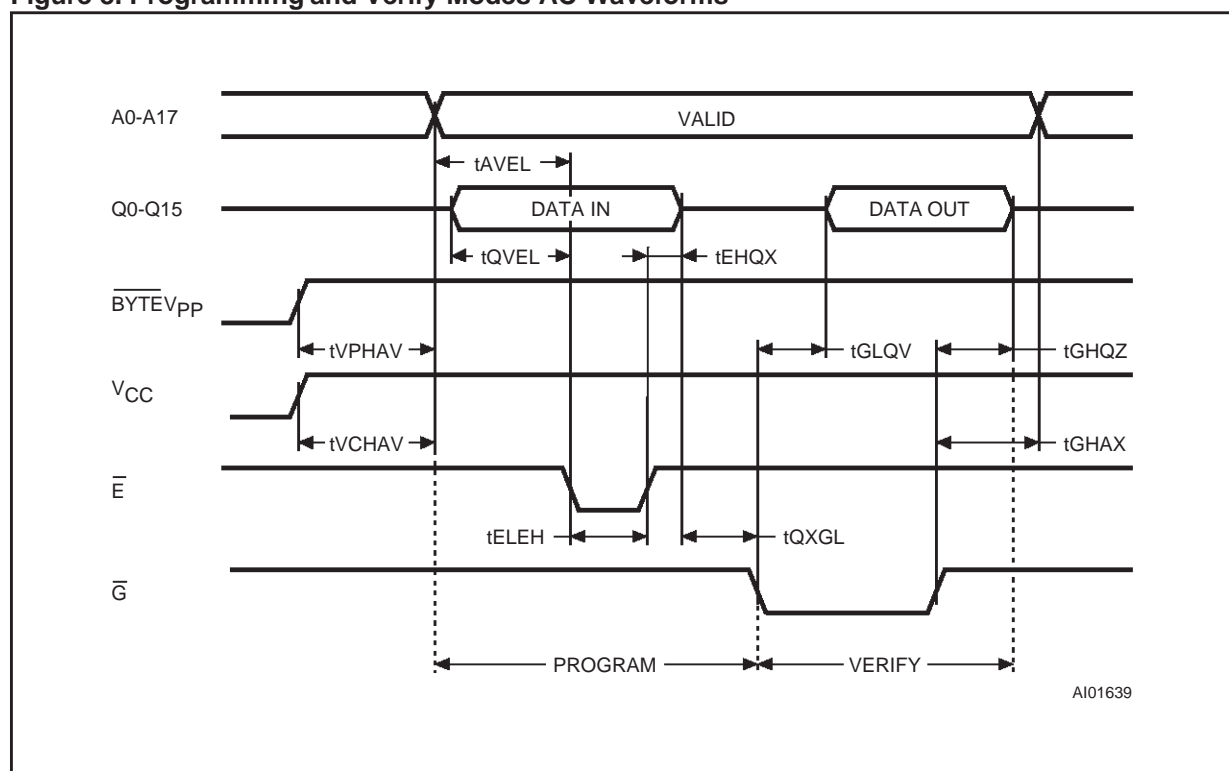 Figure 8. Programming and Verify Modes AC Waveforms
A0-A17
VALID
tAVEL
Q0-Q15
DATA IN
DATA OUT
tQVEL
tEHQX
BYTEVPP
tVPHAV
tGLQV
tGHQZ
VCC
tVCHAV
tGHAX
E
tELEH
tQXGL
G
PROGRAM
VERIFY
AI01639